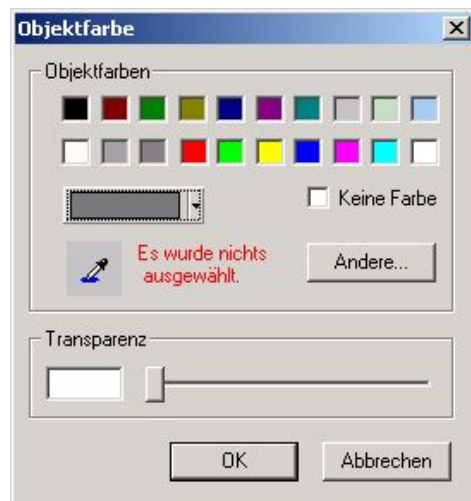 Objektfarbe
Objektfarben
Keine Farbe
Es wurde nichts
ausgewählt.
Andere...
Transparenz
OK
Abbrechen